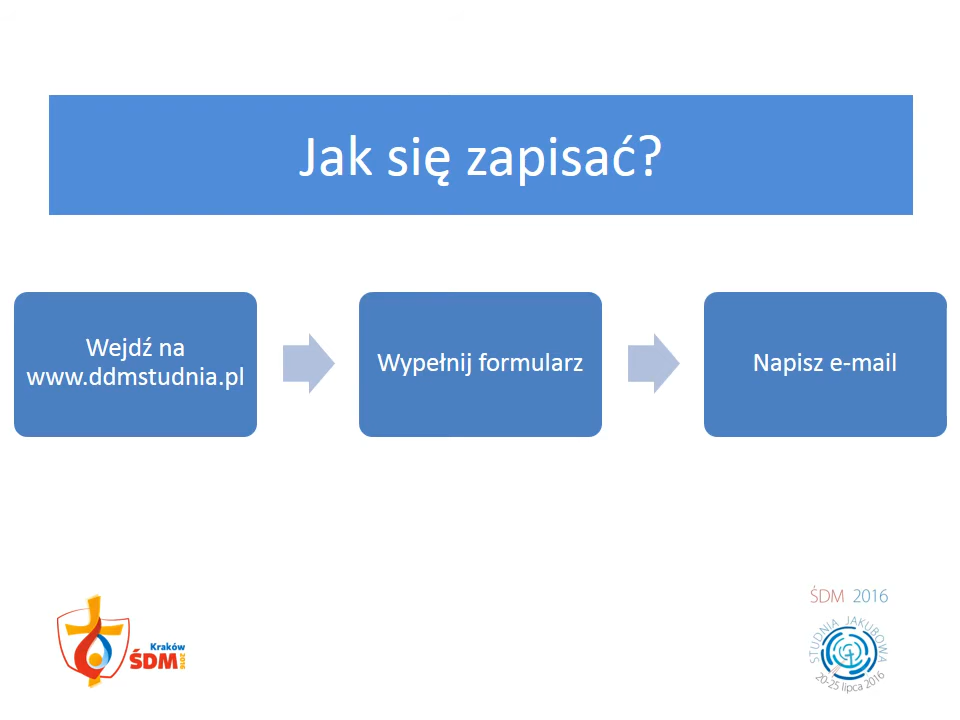 Jak się zapisać?
Wejdź na
www.ddmstudnia.pl
Wypełnij formularz
Napisz e-mail
Kraków
ŚDM 2016
ŚDM 2016
STUDNIA JAKUBOWA
20-25 lipca 2016